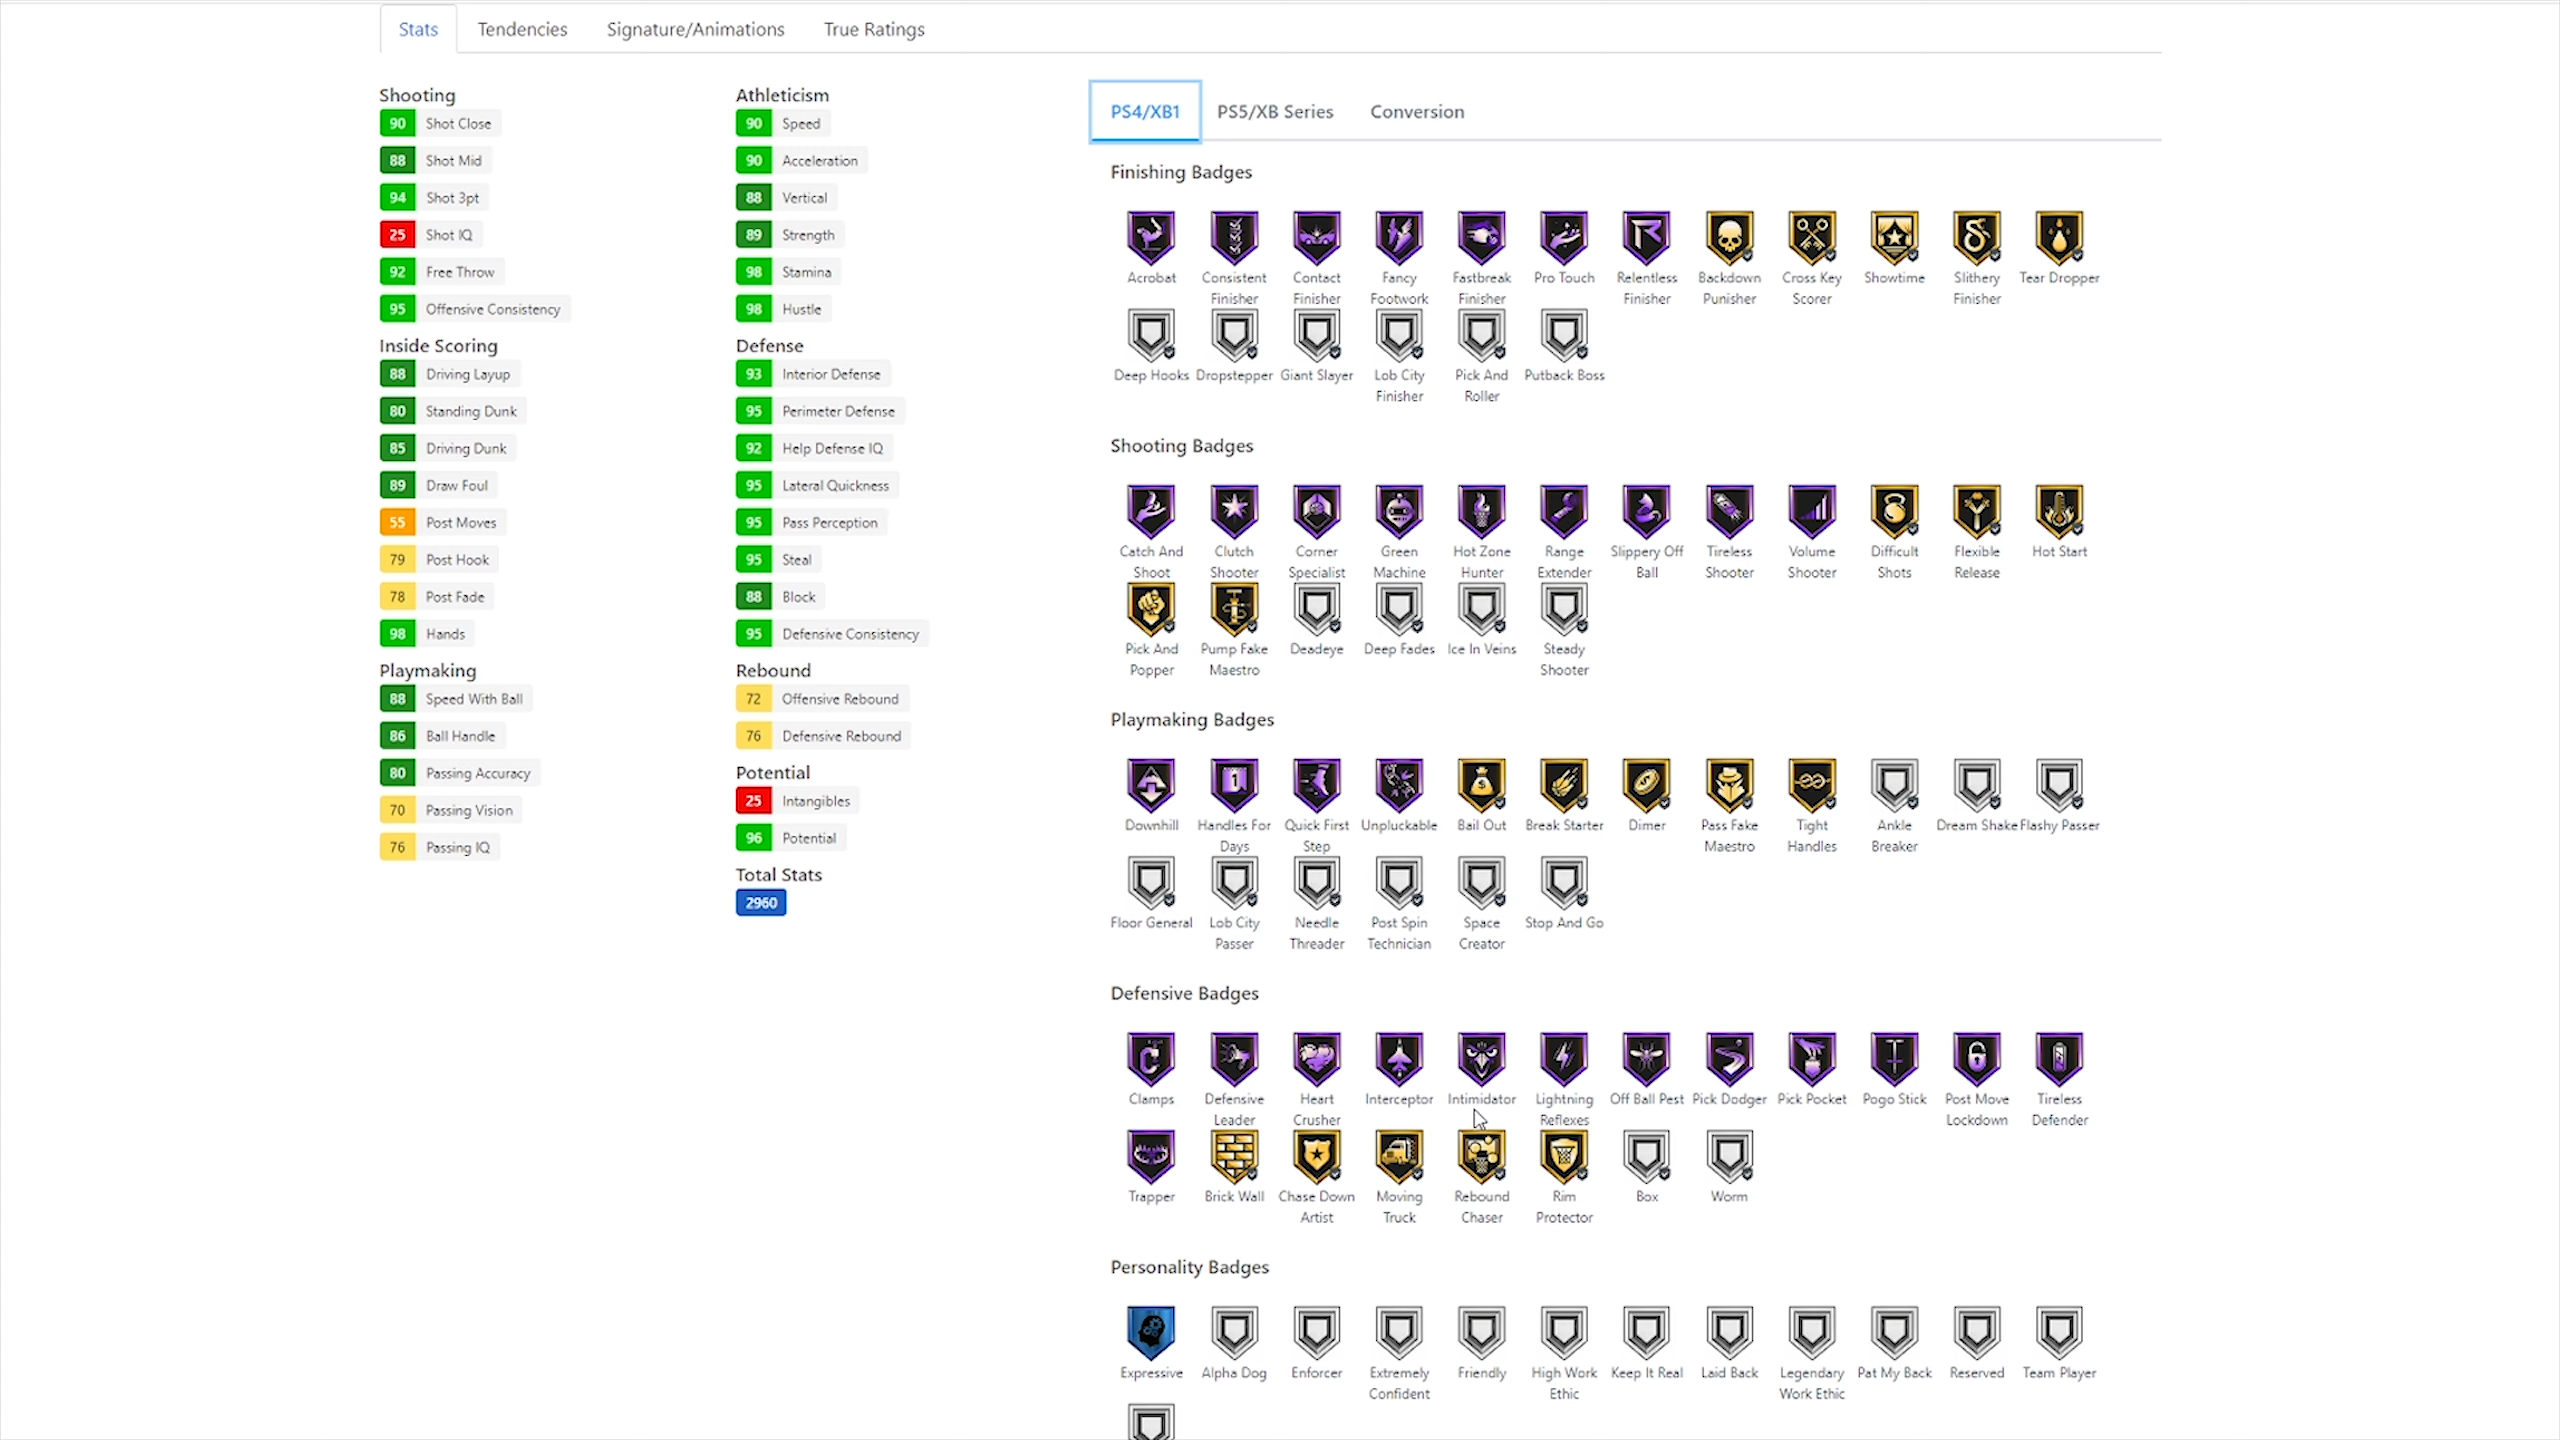 Stats Tendencies Signature/Animations True Ratings
Shooting
90 Shot Close
88 Shot Mid
94 Shot 3pt
25 Shot IQ
92 Free Throw
95 Offensive Consistency
Inside Scoring
88 Driving Layup
80 Standing Dunk
85 Driving Dunk
89 Draw Foul
55 Post Moves
79 Post Hook
78 Post Fade
98 Hands
Playmaking
88 Speed With Ball
86 Ball Handle
80 Passing Accuracy
70 Passing Vision
76 Passing IQ
Athleticism
90 Speed
90 Acceleration
88 Vertical
89 Strength
98 Stamina
98 Hustle
Defense
93 Interior Defense
95 Perimeter Defense
92 Help Defense IQ
95 Lateral Quickness
95 Pass Perception
95 Steal
88 Block
95 Defensive Consistency
Rebound
72 Offensive Rebound
76 Defensive Rebound
Potential
25 Intangibles
96 Potential
Total Stats
2960
PS4/XB1 PS5/XB Series Conversion
Finishing Badges
Acrobat Consistent Contact Fancy Fastbreak Pro Touch Relentless Backdown Cross Key Showtime Slithery Tear Dropper
Finisher Finisher Footwork Finisher Finisher Punisher Scorer Finisher
Deep Hooks Dropstepper Giant Slayer Lob City Pick And Putback Boss
Finisher Roller
Shooting Badges
Catch And Clutch Corner Green Hot Zone Range Slippery Off Tireless Volume Difficult Flexible Hot Start
Shoot Shooter Specialist Machine Hunter Extender Ball Shooter Shooter Shots Release
Pick And Pump Fake Deadeye Deep Fades Ice In Veins Steady
Popper Maestro Shooter
Playmaking Badges
Downhill Handles For Quick First Unpluckable Bail Out Break Starter Dimer Pass Fake Tight Ankle Dream Shake Flashy Passer
Days Step Maestro Handles Breaker
Floor General Lob City Needle Post Spin Space Stop And Go
Passer Threader Technician Creator
Defensive Badges
Clamps Defensive Heart Interceptor Intimidator Lightning Off Ball Pest Pick Dodger Pick Pocket Pogo Stick Post Move Tireless
Leader Crusher Reflexes Lockdown Defender
Trapper Brick Wall Chase Down Moving Rebound Rim Box Worm
Artist Truck Chaser Protector
Personality Badges
Expressive Alpha Dog Enforcer Extremely Friendly High Work Keep It Real Laid Back Legendary Pat My Back Reserved Team Player
Confident Ethic Work Ethic